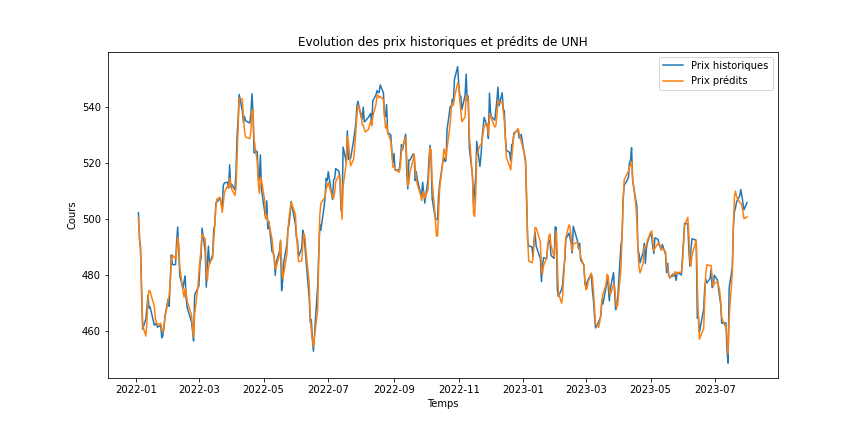 Evolution des prix historiques et prédits de UNH
Prix historiques
Prix prédits
Cours
540
520
500
480
460
2022-01 2022-03 2022-05 2022-07 2022-09 2022-11 2023-01 2023-03 2023-05 2023-07
Temps